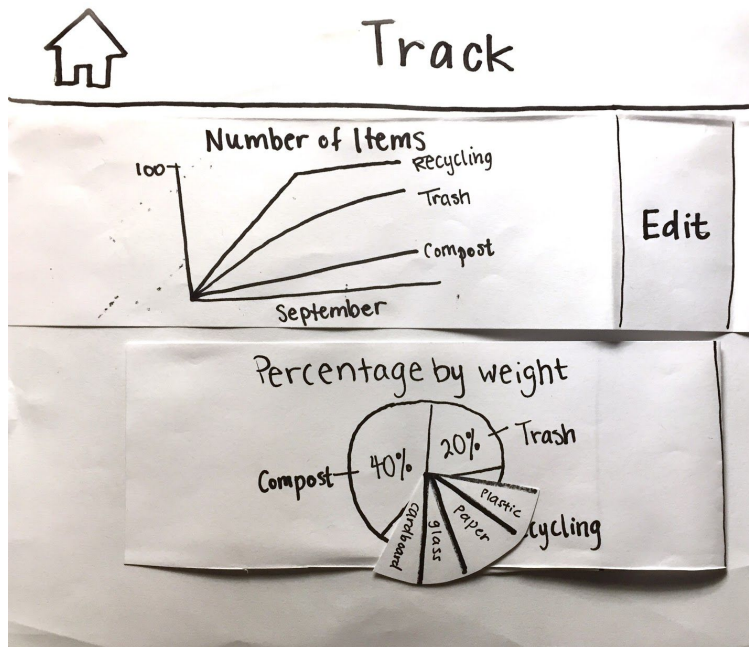 Track
Number of Items
100
Recycling
Trash
Compost
September
Edit
Percentage by weight
40%
20%
Trash
Compost
Plastic
Paper
glass
cardboard
cycling